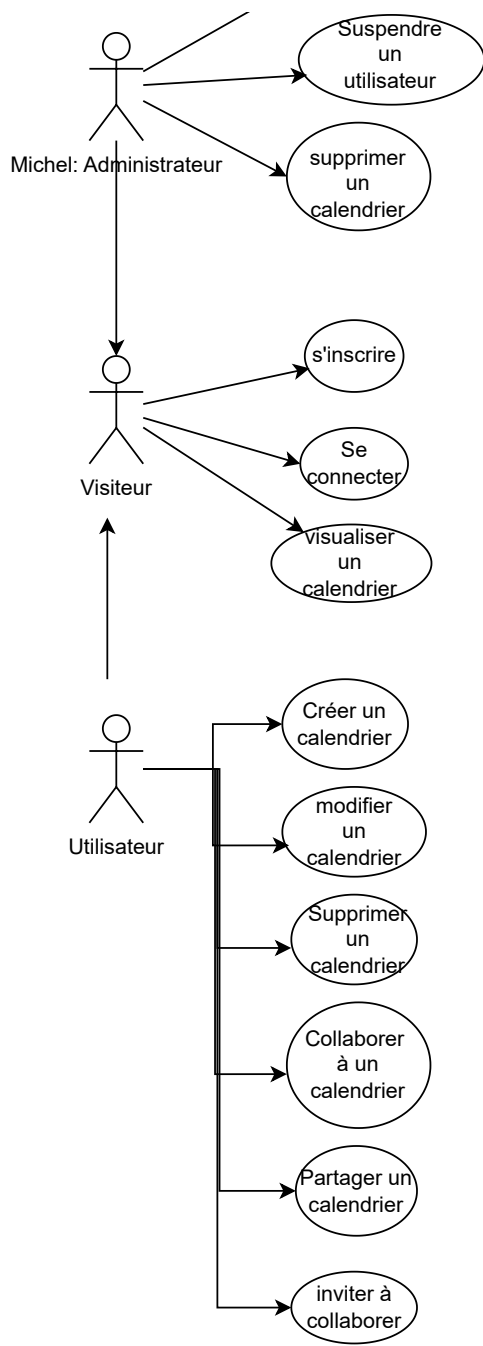 Suspendre
un
utilisateur
Michel: Administrateur
supprimer
un
calendrier
s'inscrire
Se
connecter
Visiteur
visualiser
un
calendrier
Créer un
calendrier
modifier
un
calendrier
Utilisateur
Supprimer
un
calendrier
Collaborer
à un
calendrier
Partager un
calendrier
inviter à
collaborer